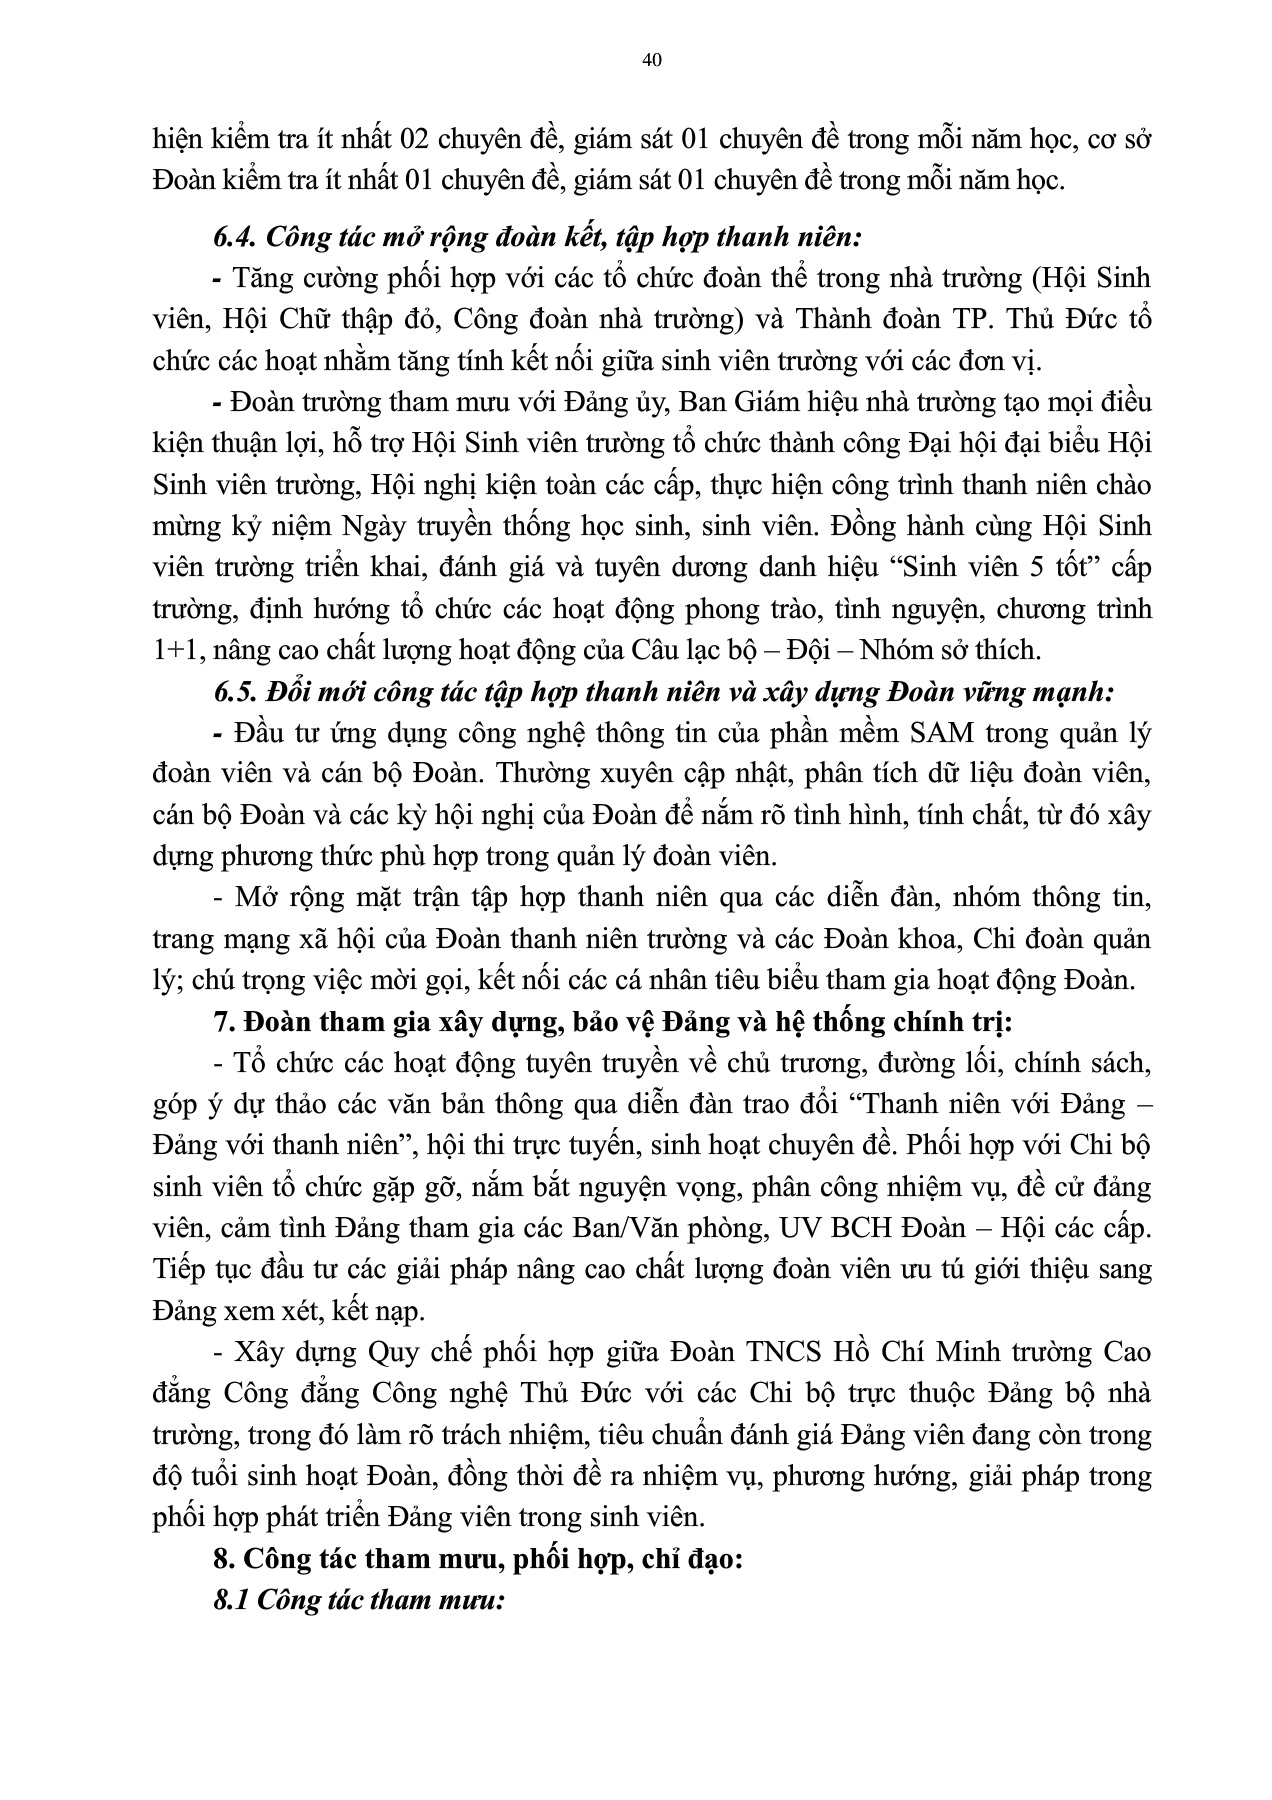 40
hiện kiểm tra ít nhất 02 chuyên đề, giám sát 01 chuyên đề trong mỗi năm học, cơ sở
Đoàn kiểm tra ít nhất 01 chuyên đề, giám sát 01 chuyên đề trong mỗi năm học.
6.4. Công tác mở rộng đoàn kết, tập hợp thanh niên:
- Tăng cường phối hợp với các tổ chức đoàn thể trong nhà trường (Hội Sinh
viên, Hội Chữ thập đỏ, Công đoàn nhà trường) và Thành đoàn TP. Thủ Đức tổ
chức các hoạt nhằm tăng tính kết nối giữa sinh viên trường với các đơn vị.
- Đoàn trường tham mưu với Đảng ủy, Ban Giám hiệu nhà trường tạo mọi điều
kiện thuận lợi, hỗ trợ Hội Sinh viên trường tổ chức thành công Đại hội đại biểu Hội
Sinh viên trường, Hội nghị kiện toàn các cấp, thực hiện công trình thanh niên chào
mừng kỷ niệm Ngày truyền thống học sinh, sinh viên. Đồng hành cùng Hội Sinh
viên trường triển khai, đánh giá và tuyên dương danh hiệu “Sinh viên 5 tốt” cấp
trường, định hướng tổ chức các hoạt động phong trào, tình nguyện, chương trình
1+1, nâng cao chất lượng hoạt động của Câu lạc bộ – Đội – Nhóm sở thích.
6.5. Đổi mới công tác tập hợp thanh niên và xây dựng Đoàn vững mạnh:
- Đầu tư ứng dụng công nghệ thông tin của phần mềm SAM trong quản lý
đoàn viên và cán bộ Đoàn. Thường xuyên cập nhật, phân tích dữ liệu đoàn viên,
cán bộ Đoàn và các kỳ hội nghị của Đoàn để nắm rõ tình hình, tính chất, từ đó xây
dựng phương thức phù hợp trong quản lý đoàn viên.
- Mở rộng mặt trận tập hợp thanh niên qua các diễn đàn, nhóm thông tin,
trang mạng xã hội của Đoàn thanh niên trường và các Đoàn khoa, Chi đoàn quản
lý; chú trọng việc mời gọi, kết nối các cá nhân tiêu biểu tham gia hoạt động Đoàn.
7. Đoàn tham gia xây dựng, bảo vệ Đảng và hệ thống chính trị:
- Tổ chức các hoạt động tuyên truyền về chủ trương, đường lối, chính sách,
góp ý dự thảo các văn bản thông qua diễn đàn trao đổi “Thanh niên với Đảng –
Đảng với thanh niên”, hội thi trực tuyến, sinh hoạt chuyên đề. Phối hợp với Chi bộ
sinh viên tổ chức gặp gỡ, nắm bắt nguyện vọng, phân công nhiệm vụ, đề cử đảng
viên, cảm tình Đảng tham gia các Ban/Văn phòng, UV BCH Đoàn – Hội các cấp.
Tiếp tục đầu tư các giải pháp nâng cao chất lượng đoàn viên ưu tú giới thiệu sang
Đảng xem xét, kết nạp.
- Xây dựng Quy chế phối hợp giữa Đoàn TNCS Hồ Chí Minh trường Cao
đẳng Công đẳng Công nghệ Thủ Đức với các Chi bộ trực thuộc Đảng bộ nhà
trường, trong đó làm rõ trách nhiệm, tiêu chuẩn đánh giá Đảng viên đang còn trong
độ tuổi sinh hoạt Đoàn, đồng thời đề ra nhiệm vụ, phương hướng, giải pháp trong
phối hợp phát triển Đảng viên trong sinh viên.
8. Công tác tham mưu, phối hợp, chỉ đạo:
8.1 Công tác tham mưu: